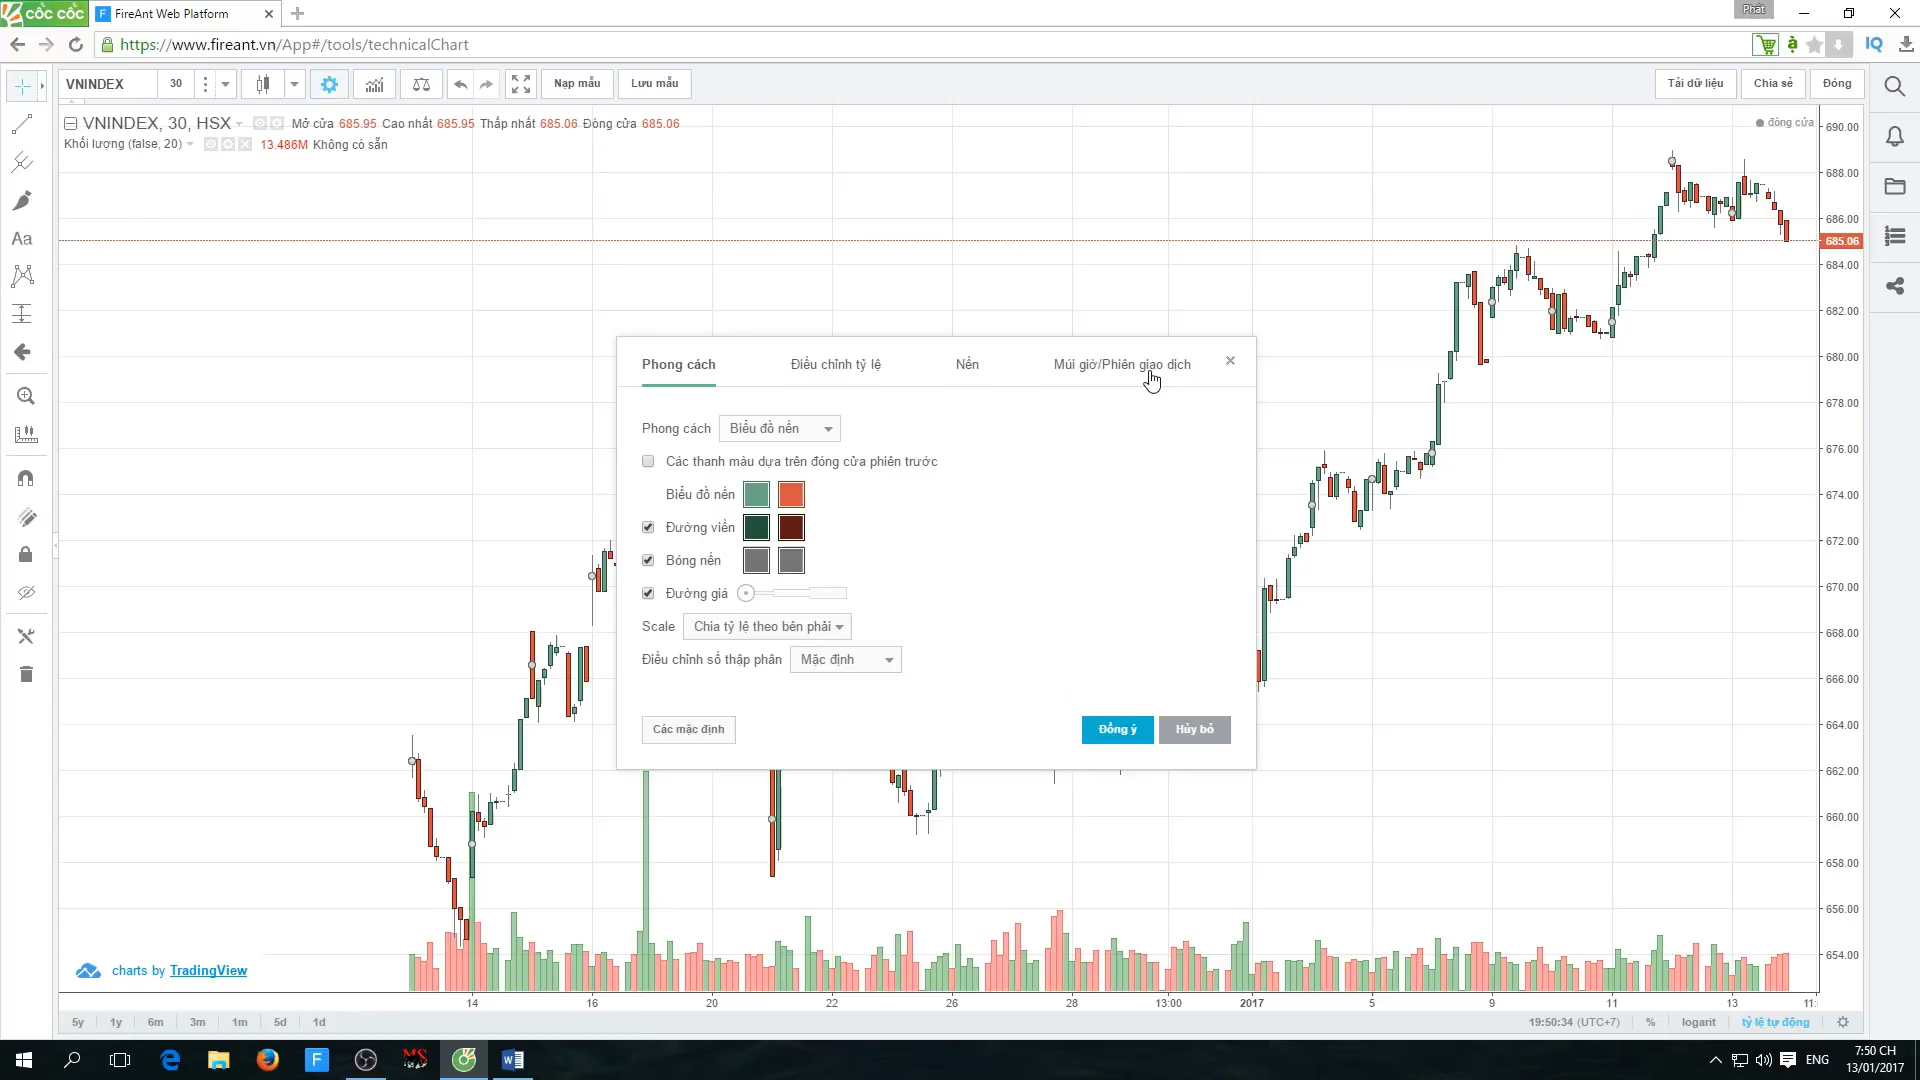 cốc cốc
FireAnt Web Platform
Phát
https://www.fireant.vn/App#/tools/technicalChart
IQ
VNINDEX
30
Nạp mẫu
Lưu mẫu
Tải dữ liệu
Chia sẻ
Đóng
VNINDEX, 30, HSX
Mở cửa 685.95 Cao nhất 685.95 Thấp nhất 685.06 Đóng cửa 685.06
đóng cửa
Khối lượng (false, 20)
13.486M Không có sẵn
Aa
690.00
688.00
686.00
685.06
684.00
682.00
680.00
678.00
676.00
674.00
672.00
670.00
668.00
666.00
664.00
662.00
660.00
658.00
656.00
654.00
Phong cách
Điều chỉnh tỷ lệ
Nền
Múi giờ/Phiên giao dịch
Phong cách
Biểu đồ nến
Các thanh màu dựa trên đóng cửa phiên trước
Biểu đồ nến
Đường viền
Bóng nến
Đường giá
Scale
Chia tỷ lệ theo bên phải
Điều chỉnh số thập phân
Mặc định
Các mặc định
Đồng ý
Hủy bỏ
charts by TradingView
14
16
20
22
26
28
13:00
2017
5
9
11
13
11:
5y
1y
6m
3m
1m
5d
1d
19:50:34 (UTC+7)
%
logarit
tỷ lệ tự động
F
W
ENG
7:50 CH
13/01/2017